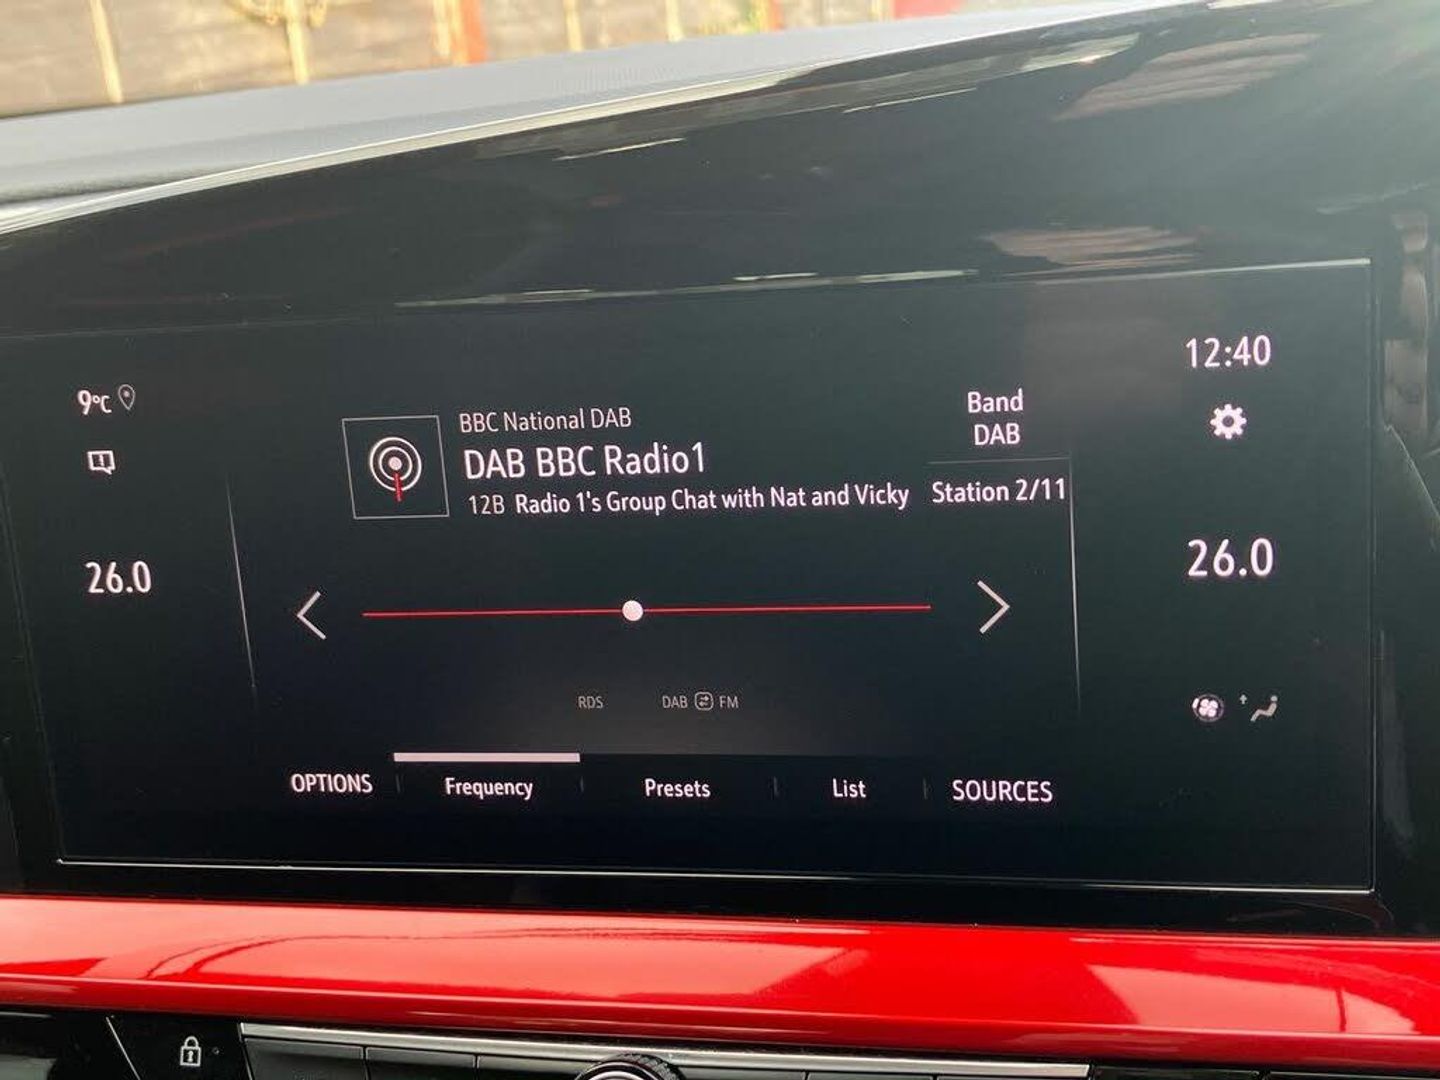 12:40
9°C
BBC National DAB
DAB BBC Radio1
12B Radio 1's Group Chat with Nat and Vicky
Band
DAB
Station 2/11
26.0
26.0
RDS
DAB FM
OPTIONS
Frequency
Presets
List
SOURCES